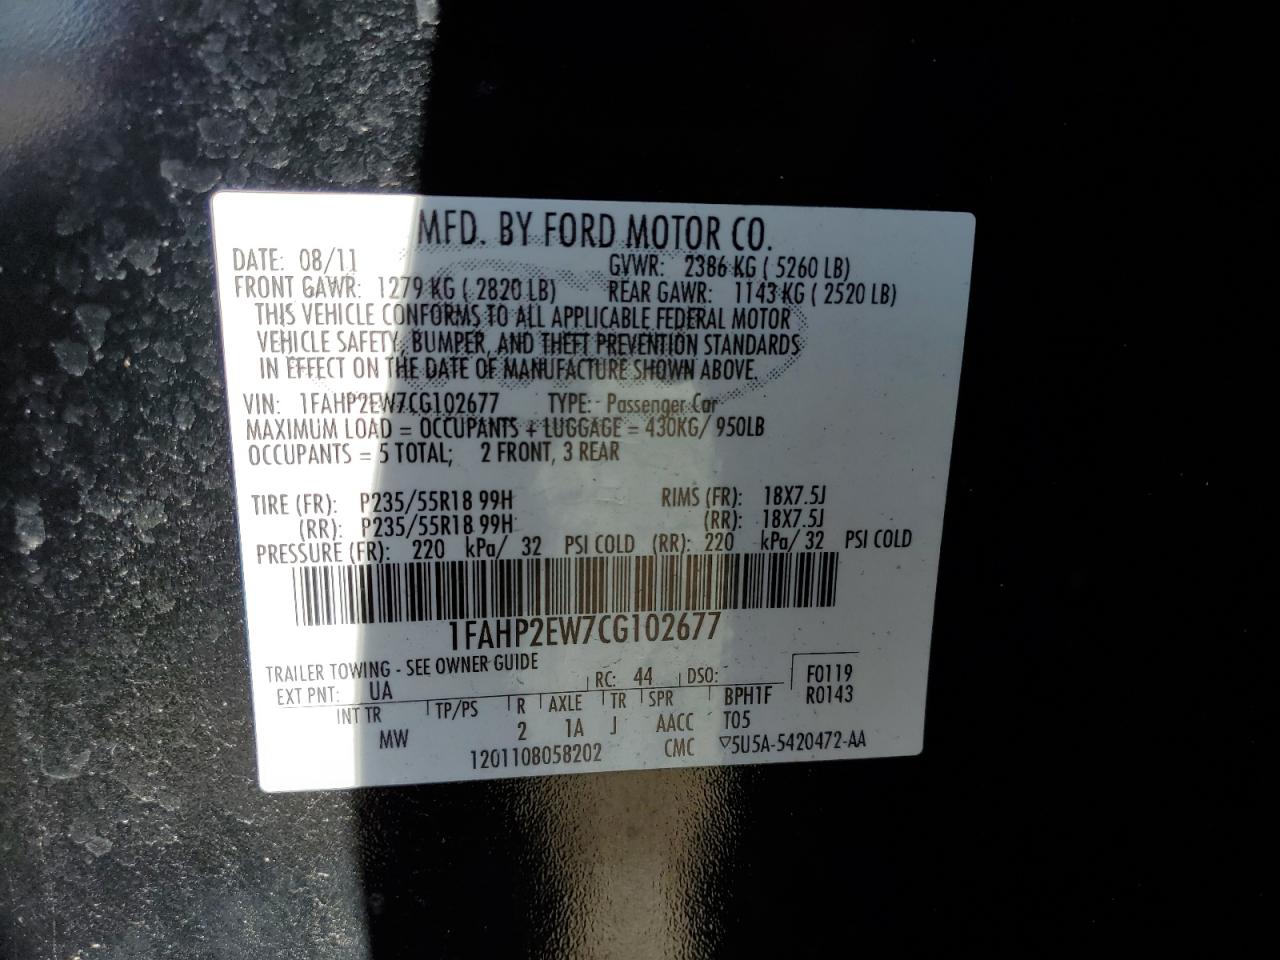 MFD. BY FORD MOTOR CO.
DATE: 08/11 GVWR: 2386 KG ( 5260 LB)
FRONT GAWR: 1279 KG ( 2820 LB) REAR GAWR: 1143 KG ( 2520 LB)
THIS VEHICLE CONFORMS TO ALL APPLICABLE FEDERAL MOTOR
VEHICLE SAFETY, BUMPER, AND THEFT PREVENTION STANDARDS
IN EFFECT ON THE DATE OF MANUFACTURE SHOWN ABOVE.
VIN: 1FAHP2EW7CG102677 TYPE: Passenger Car
MAXIMUM LOAD = OCCUPANTS + LUGGAGE = 430KG/ 950LB
OCCUPANTS = 5 TOTAL; 2 FRONT, 3 REAR
TIRE (FR): P235/55R18 99H RIMS (FR): 18X7.5J
(RR): P235/55R18 99H (RR): 18X7.5J
PRESSURE (FR): 220 kPa/ 32 PSI COLD (RR): 220 kPa/ 32 PSI COLD
1FAHP2EW7CG102677
TRAILER TOWING - SEE OWNER GUIDE
EXT PNT: UA RC: 44 DSO: F0119
INT TR TP/PS R AXLE TR SPR BPH1F R0143
MW 2 1A J AACC T05
1201108058202 CMC ▽5U5A-5420472-AA